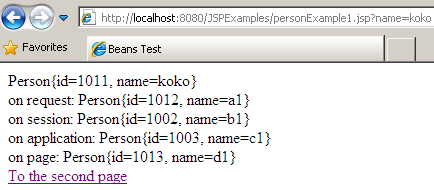 http://localhost:8080/JSPExamples/personExample1.jsp?name=koko
Favorites
Beans Test
Person{id=1011, name=koko}
on request: Person{id=1012, name=a1}
on session: Person{id=1002, name=b1}
on application: Person{id=1003, name=c1}
on page: Person{id=1013, name=d1}
To the second page